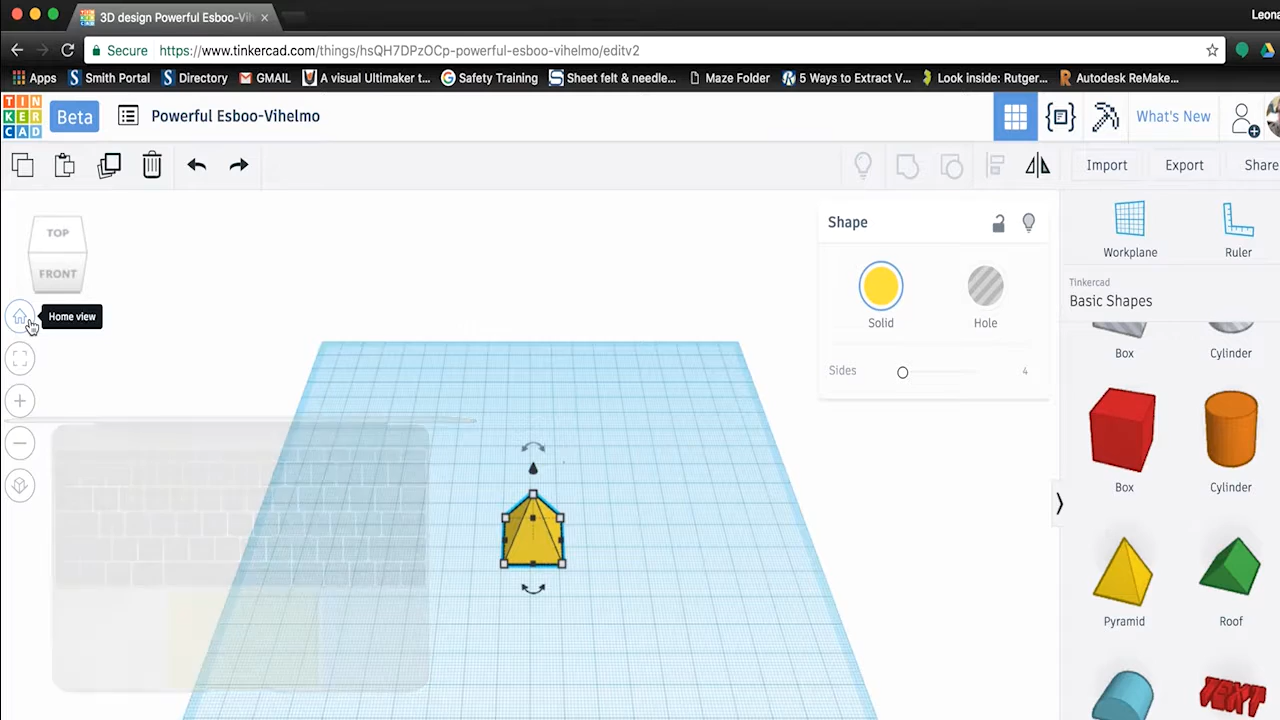 3D design Powerful Esboo-Vih
Leona
Secure https://www.tinkercad.com/things/hsQH7DPzOCp-powerful-esboo-vihelmo/editv2
Apps Smith Portal Directory GMAIL A visual Ultimaker t... Safety Training Sheet felt & needle... Maze Folder 5 Ways to Extract V... Look inside: Rutger... Autodesk ReMake...
TIN
KER
CAD
Beta
Powerful Esboo-Vihelmo
What's New
Import Export Share
TOP
FRONT
Home view
Shape
Solid Hole
Sides 4
Workplane Ruler
Tinkercad
Basic Shapes
Box Cylinder
Box Cylinder
Pyramid Roof
TEXT